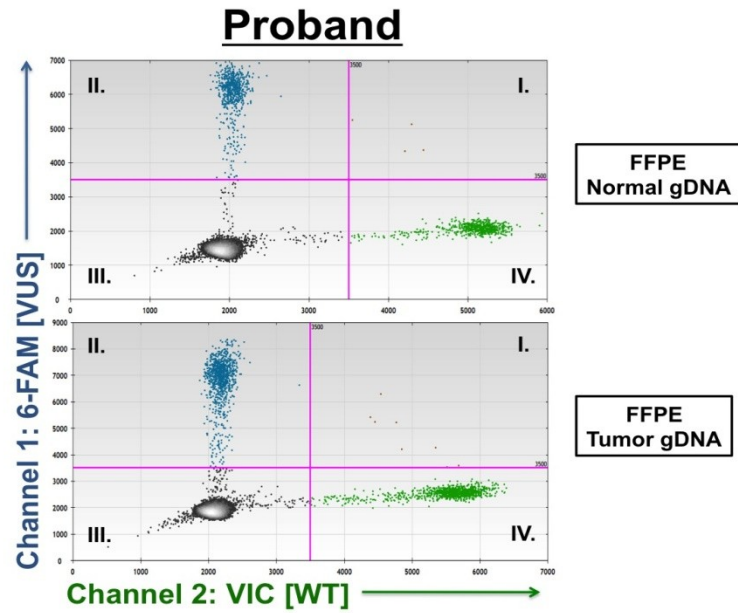 Proband
Channel 1: 6-FAM [VUS]
7000
6000
5000
4000
3000
2000
1000
0
II.
3500
I.
3500
III.
IV.
0
1000
2000
3000
4000
5000
6000
FFPE
Normal gDNA
9000
8000
7000
6000
5000
4000
3000
2000
1000
0
II.
3500
I.
3500
III.
IV.
0
1000
2000
3000
4000
5000
6000
7000
FFPE
Tumor gDNA
Channel 2: VIC [WT]